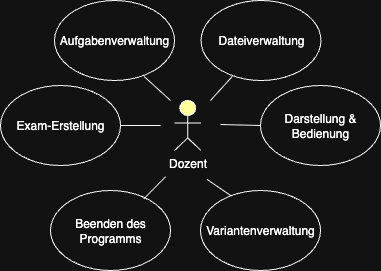 Aufgabenverwaltung
Dateiverwaltung
Exam-Erstellung
Darstellung &
Bedienung
Dozent
Beenden des
Programms
Variantenverwaltung